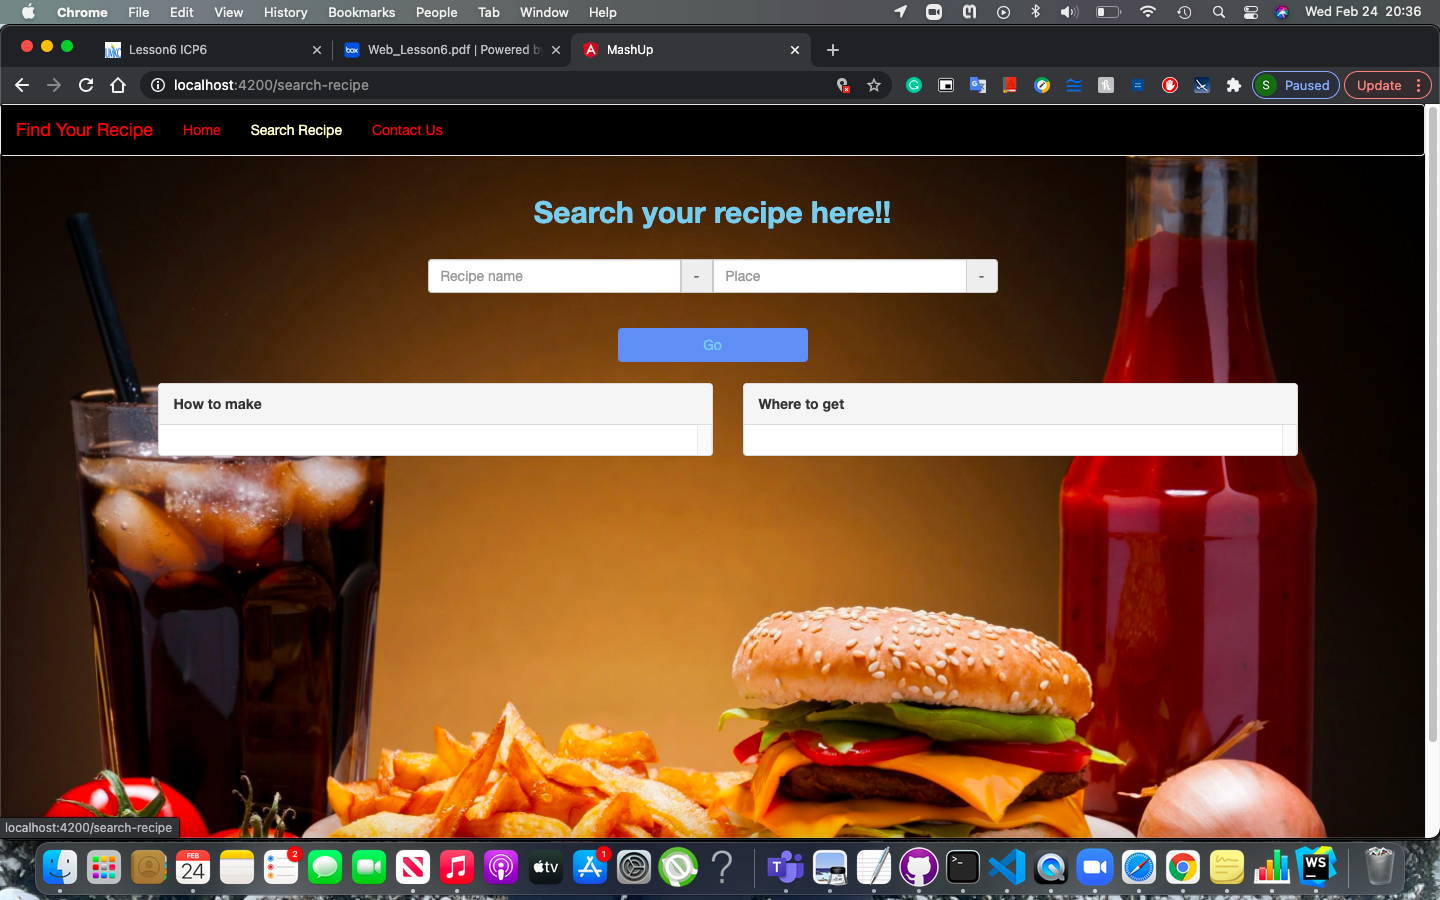 Chrome File Edit View History Bookmarks People Tab Window Help Wed Feb 24 20:36
Lesson6 ICP6
Web_Lesson6.pdf | Powered b
MashUp
localhost:4200/search-recipe
S Paused
Update
Find Your Recipe Home Search Recipe Contact Us
Search your recipe here!!
Recipe name - Place -
Go
How to make Where to get
localhost:4200/search-recipe
FEB
24
2
tv
1
?
>_
WS